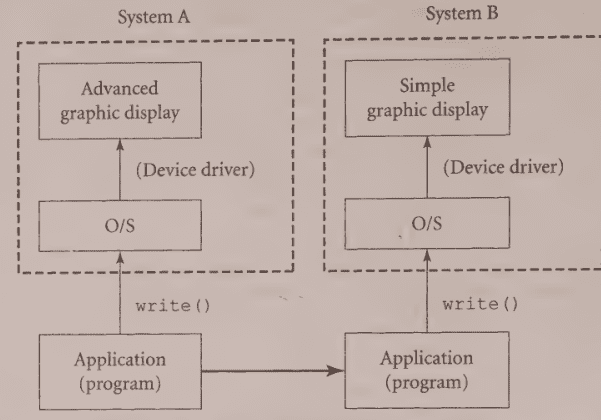 System A
System B
Advanced
graphic display
Simple
graphic display
(Device driver)
(Device driver)
O/S
O/S
write()
write()
Application
(program)
Application
(program)